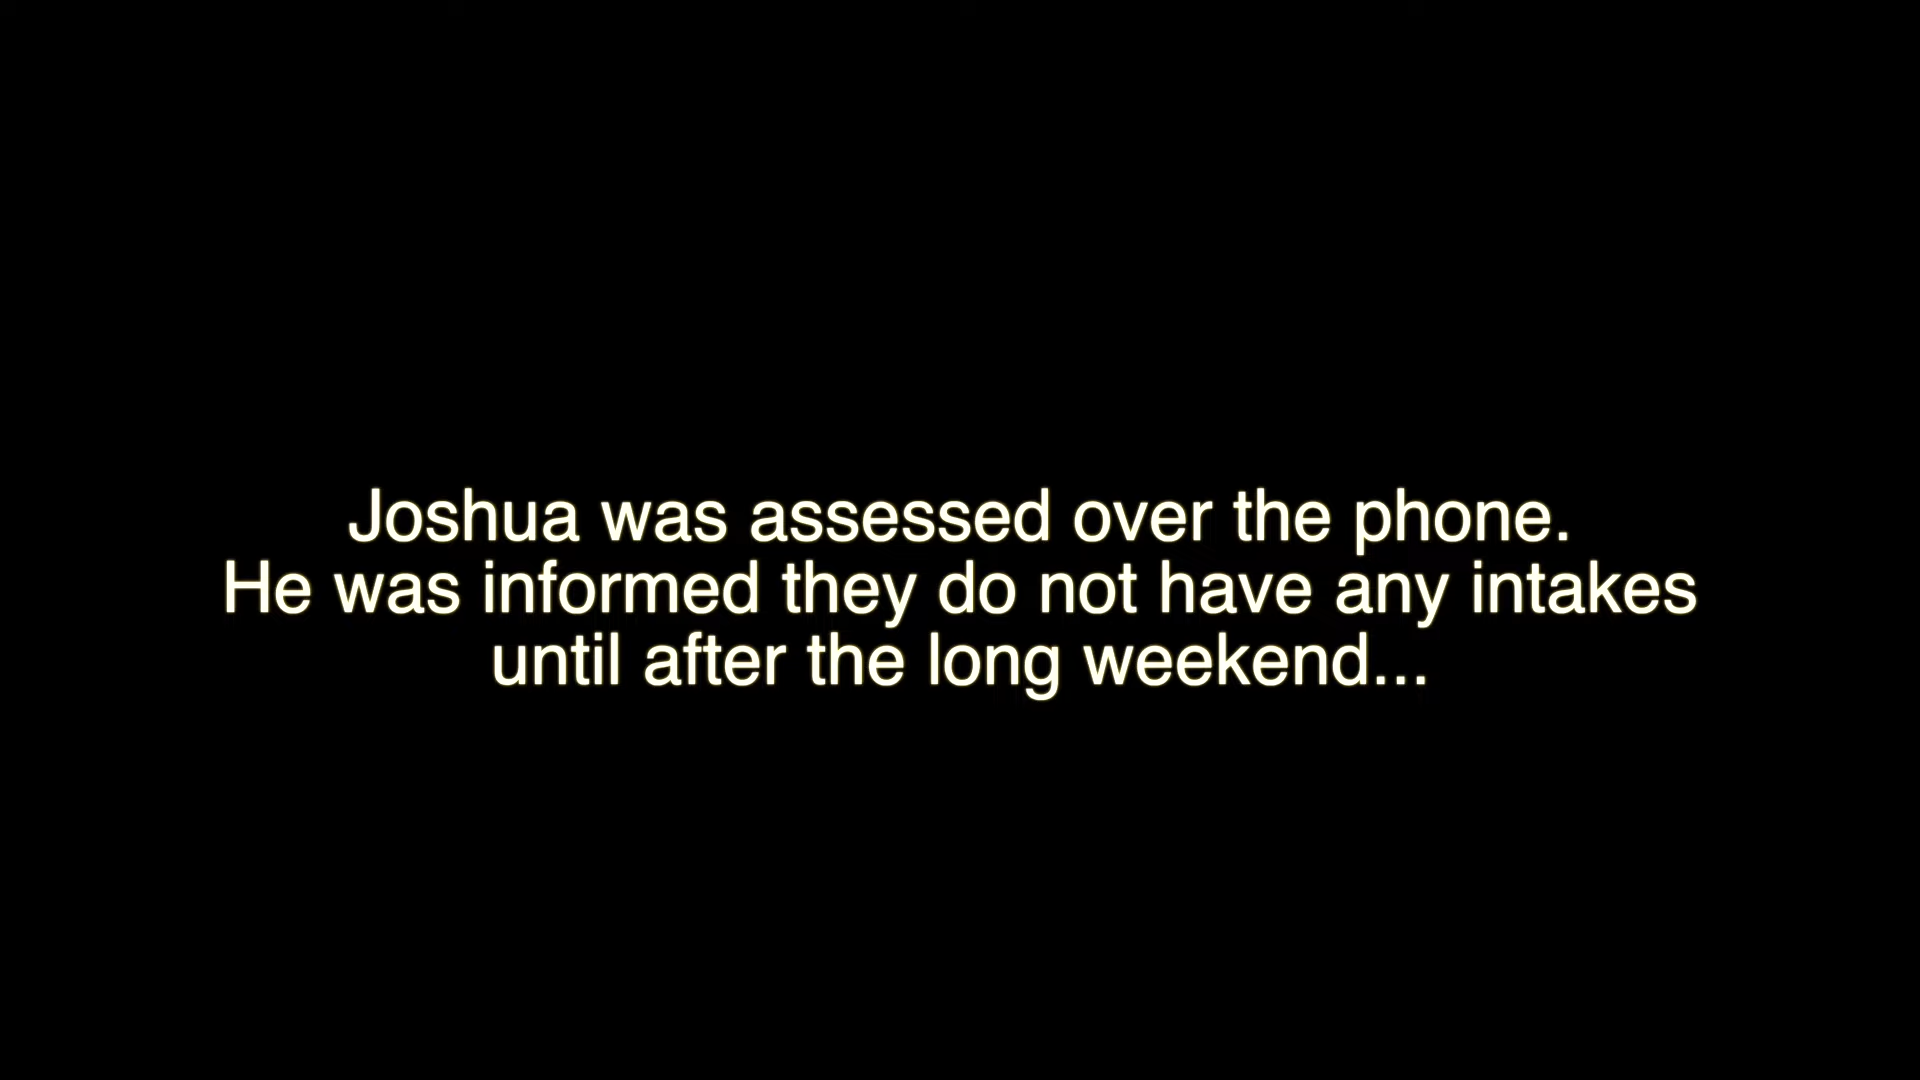 Joshua was assessed over the phone.
He was informed they do not have any intakes
until after the long weekend...